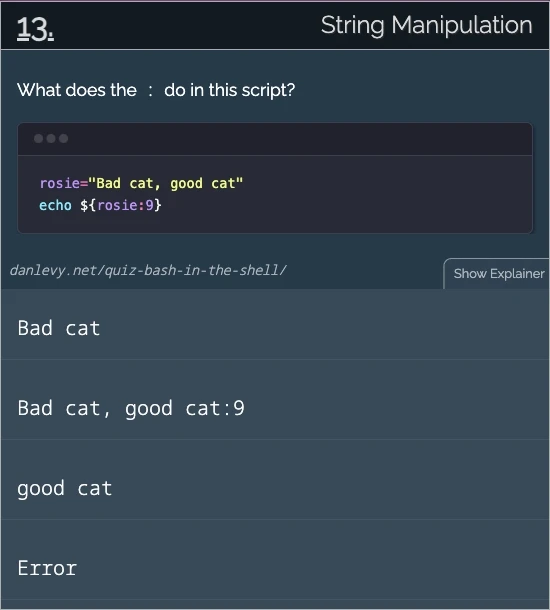 13.
String Manipulation
What does the : do in this script?
rosie="Bad cat, good cat"
echo ${rosie:9}
danlevy.net/quiz-bash-in-the-shell/
Show Explainer
Bad cat
Bad cat, good cat:9
good cat
Error